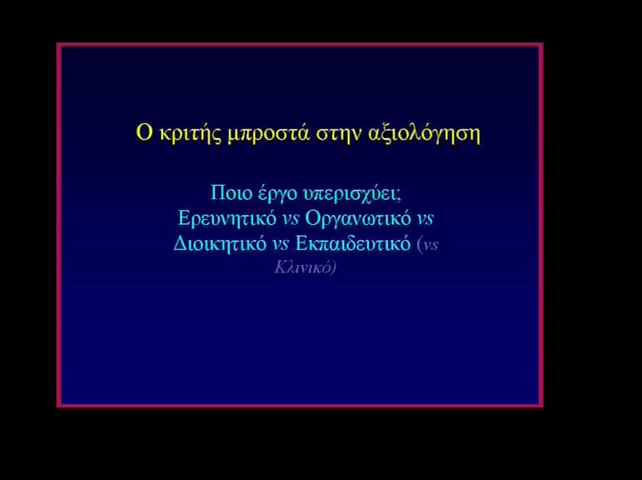 Ο κριτής μπροστά στην αξιολόγηση
Ποιο έργο υπερισχύει;
Ερευνητικό vs Οργανωτικό vs
Διοικητικό vs Εκπαιδευτικό (vs
Κλινικό)